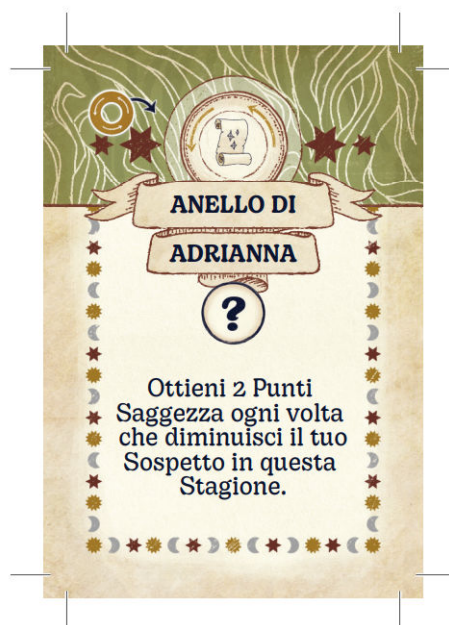 ANELLO DI
ADRIANNA
?
Ottieni 2 Punti
Saggezza ogni volta
che diminuisci il tuo
Sospetto in questa
Stagione.